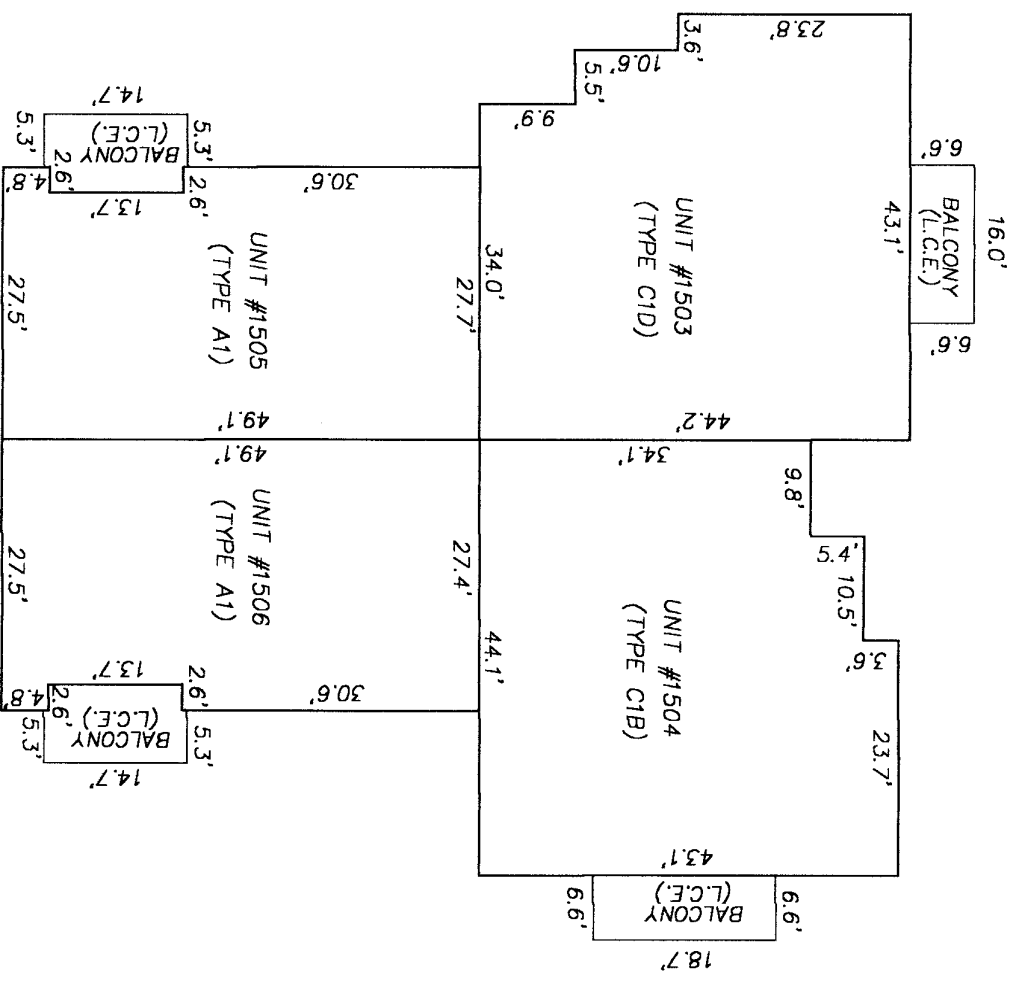 23.8'
3.6'
10.6'
5.5'
9.9'
6.6'
BALCONY
(L.C.E.)
16.0'
6.6'
43.1'
UNIT #1503
(TYPE C1D)
34.0'
44.2'
14.7'
5.3'
BALCONY
(L.C.E.)
5.3'
2.6'
13.7'
2.6'
4.8'
30.6'
UNIT #1505
(TYPE A1)
27.7'
27.5'
49.1'
49.1'
34.1'
9.8'
5.4'
10.5'
3.6'
23.7'
UNIT #1506
(TYPE A1)
27.4'
27.5'
44.1'
UNIT #1504
(TYPE C1B)
13.7'
2.6'
2.6'
4.8'
30.6'
BALCONY
(L.C.E.)
5.3'
5.3'
14.7'
43.1'
BALCONY
(L.C.E.)
6.6'
6.6'
18.7'